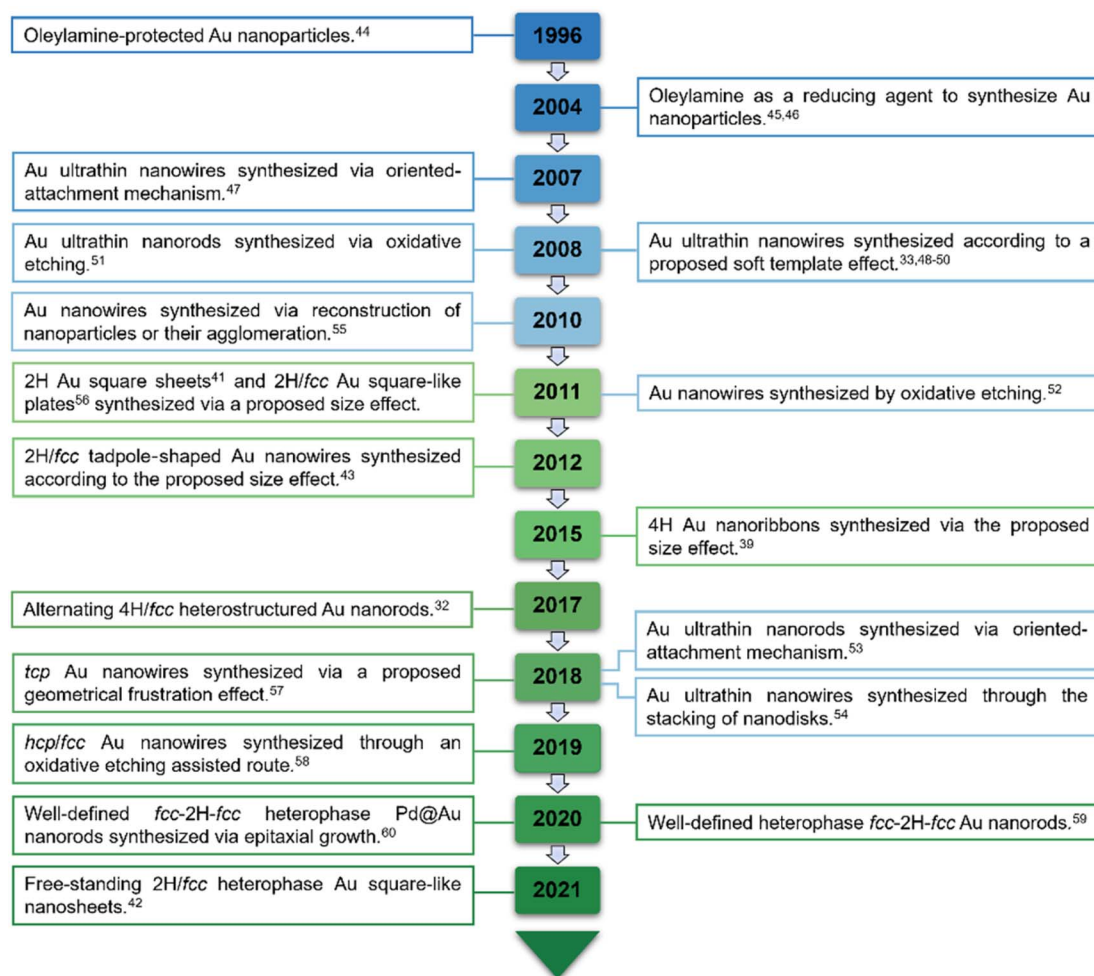 Oleylamine-protected Au nanoparticles.44
1996
2004
Oleylamine as a reducing agent to synthesize Au
nanoparticles.45,46
Au ultrathin nanowires synthesized via oriented-
attachment mechanism.47
2007
Au ultrathin nanorods synthesized via oxidative
etching.51
2008
Au ultrathin nanowires synthesized according to a
proposed soft template effect.33,48-50
Au nanowires synthesized via reconstruction of
nanoparticles or their agglomeration.55
2010
2H Au square sheets41 and 2H/fcc Au square-like
plates56 synthesized via a proposed size effect.
2011
Au nanowires synthesized by oxidative etching.52
2H/fcc tadpole-shaped Au nanowires synthesized
according to the proposed size effect.43
2012
2015
4H Au nanoribbons synthesized via the proposed
size effect.39
Alternating 4H/fcc heterostructured Au nanorods.32
2017
tcp Au nanowires synthesized via a proposed
geometrical frustration effect.57
2018
Au ultrathin nanorods synthesized via oriented-
attachment mechanism.53
Au ultrathin nanowires synthesized through the
stacking of nanodisks.54
hcp/fcc Au nanowires synthesized through an
oxidative etching assisted route.58
2019
Well-defined fcc-2H-fcc heterophase Pd@Au
nanorods synthesized via epitaxial growth.60
2020
Well-defined heterophase fcc-2H-fcc Au nanorods.59
Free-standing 2H/fcc heterophase Au square-like
nanosheets.42
2021